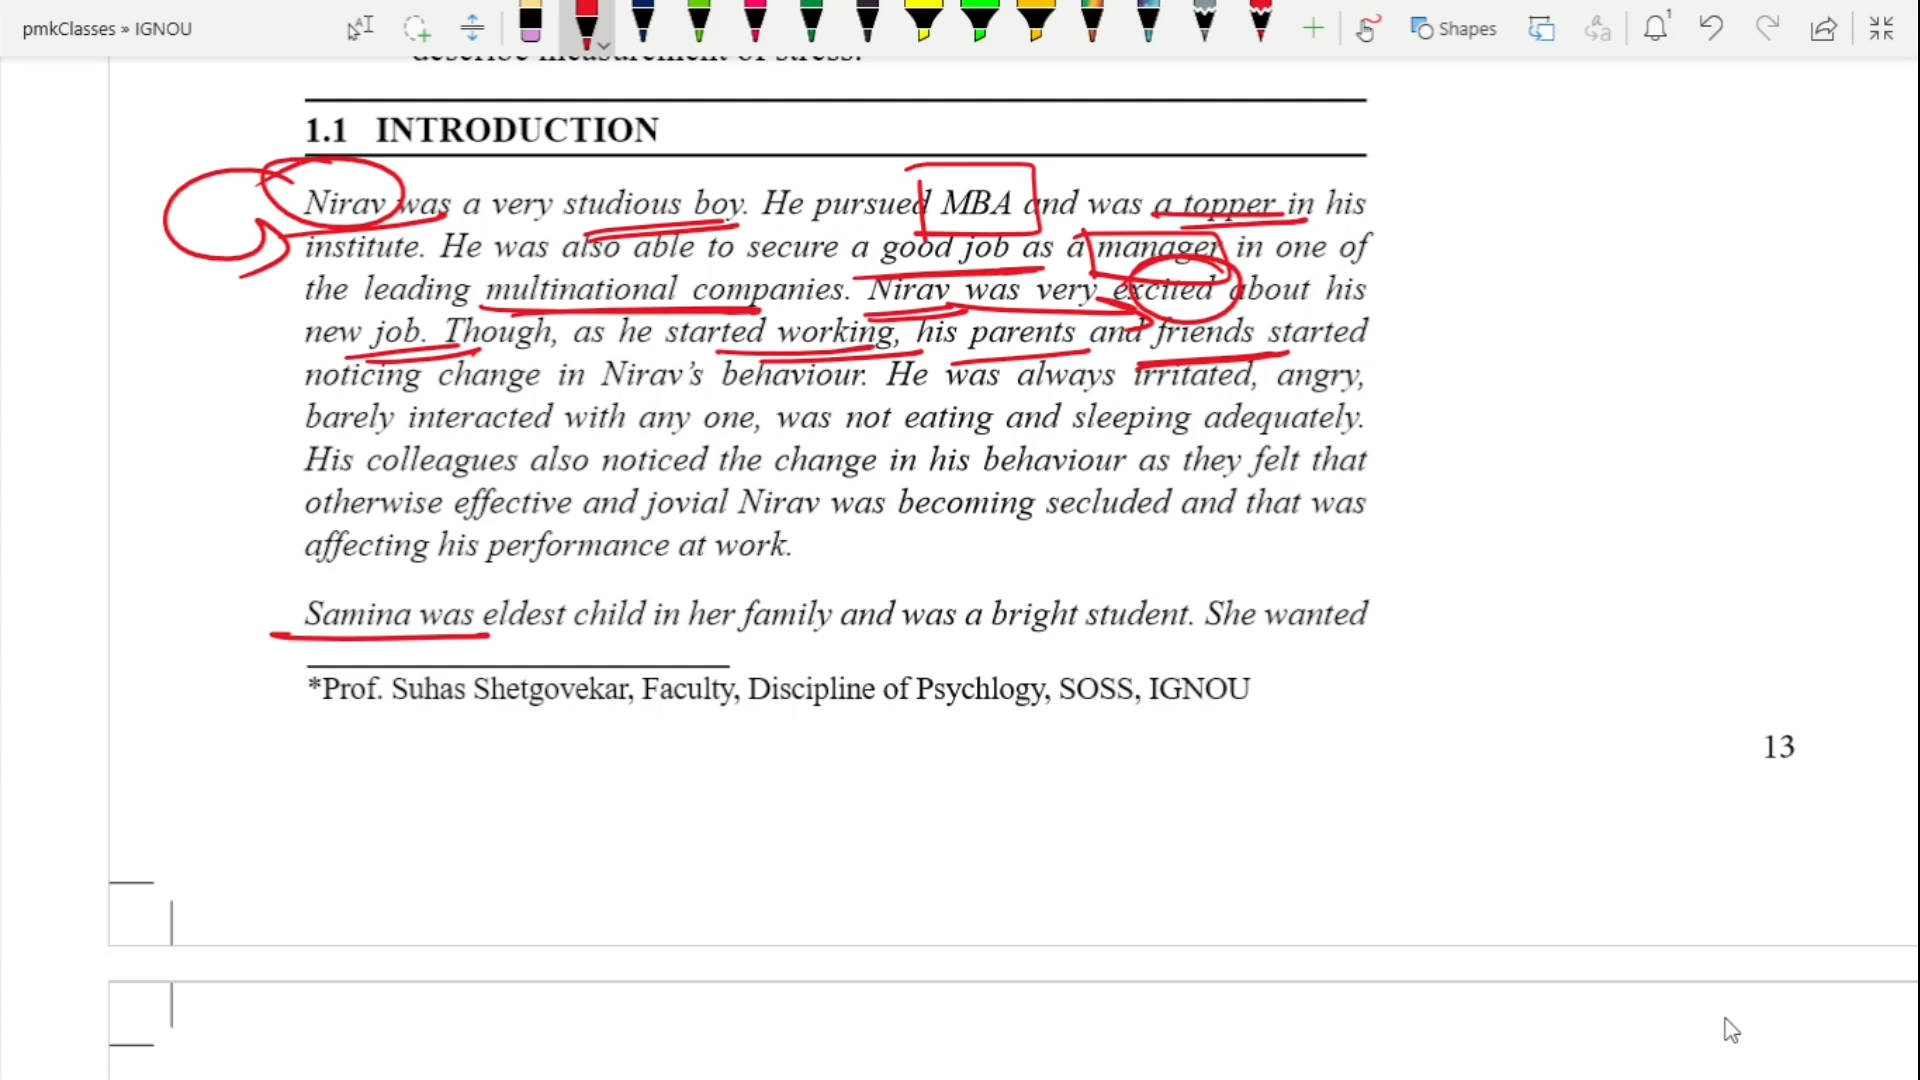 pmkClasses » IGNOU
Shapes
1
describe measurement of stress.
1.1 INTRODUCTION
Nirav was a very studious boy. He pursued MBA and was a topper in his
institute. He was also able to secure a good job as a manager in one of
the leading multinational companies. Nirav was very excited about his
new job. Though, as he started working, his parents and friends started
noticing change in Nirav’s behaviour. He was always irritated, angry,
barely interacted with any one, was not eating and sleeping adequately.
His colleagues also noticed the change in his behaviour as they felt that
otherwise effective and jovial Nirav was becoming secluded and that was
affecting his performance at work.
Samina was eldest child in her family and was a bright student. She wanted
*Prof. Suhas Shetgovekar, Faculty, Discipline of Psychlogy, SOSS, IGNOU
13